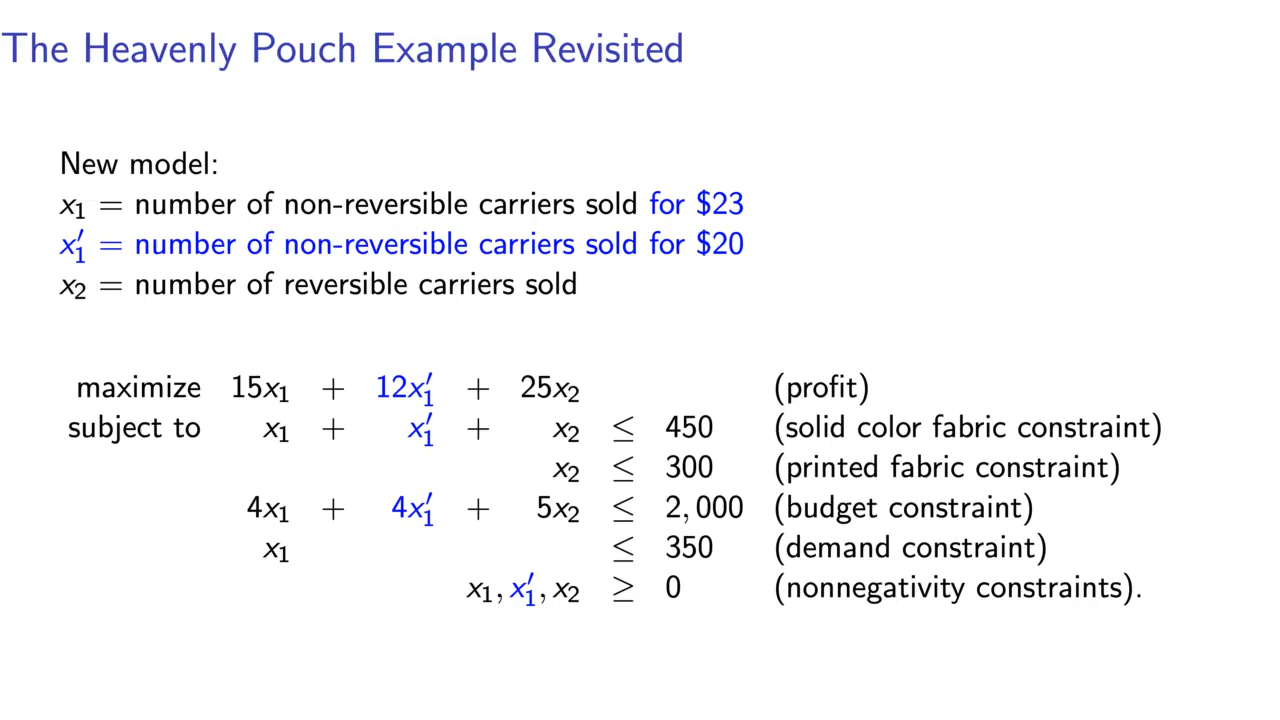 The Heavenly Pouch Example Revisited
New model:
x₁ = number of non-reversible carriers sold for $23
x₁′ = number of non-reversible carriers sold for $20
x₂ = number of reversible carriers sold
maximize 15x₁ + 12x₁′ + 25x₂ (profit)
subject to x₁ + x₁′ + x₂ ≤ 450 (solid color fabric constraint)
x₂ ≤ 300 (printed fabric constraint)
4x₁ + 4x₁′ + 5x₂ ≤ 2,000 (budget constraint)
x₁ ≤ 350 (demand constraint)
x₁, x₁′, x₂ ≥ 0 (nonnegativity constraints).